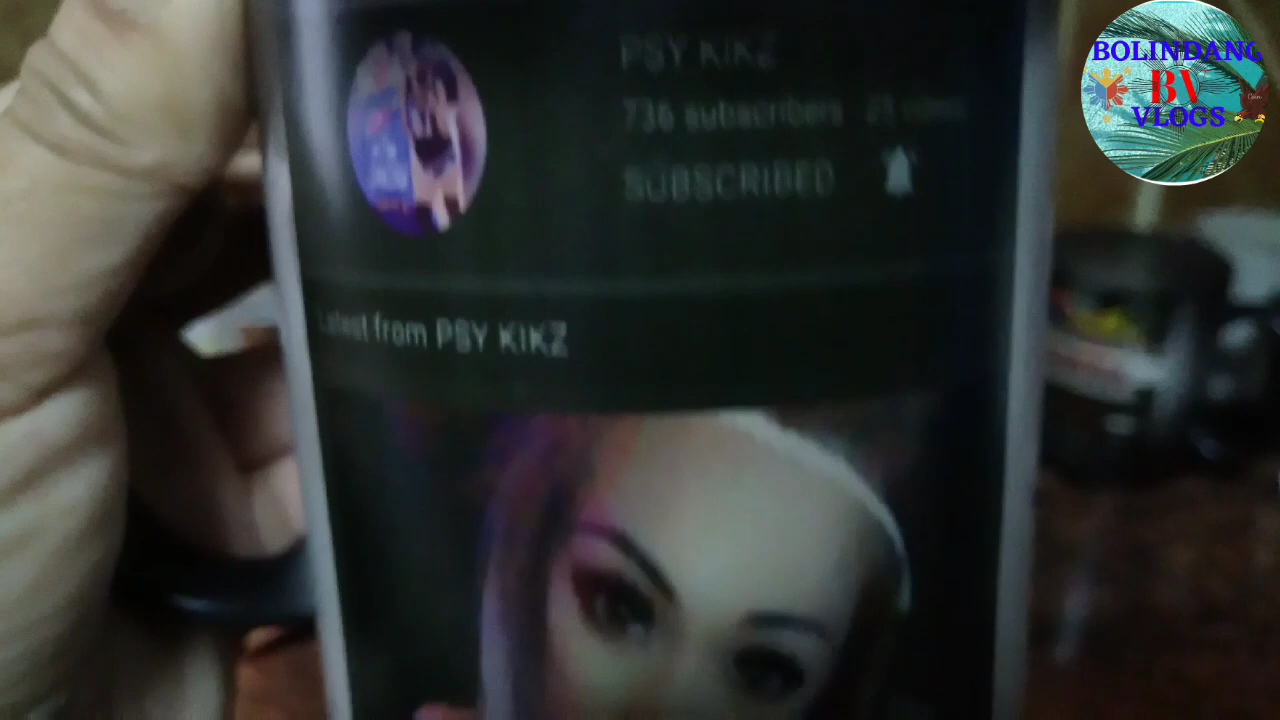 PSY KIKZ
736 subscribers
SUBSCRIBED
Latest from PSY KIKZ
BOLINDANG
BV
VLOGS